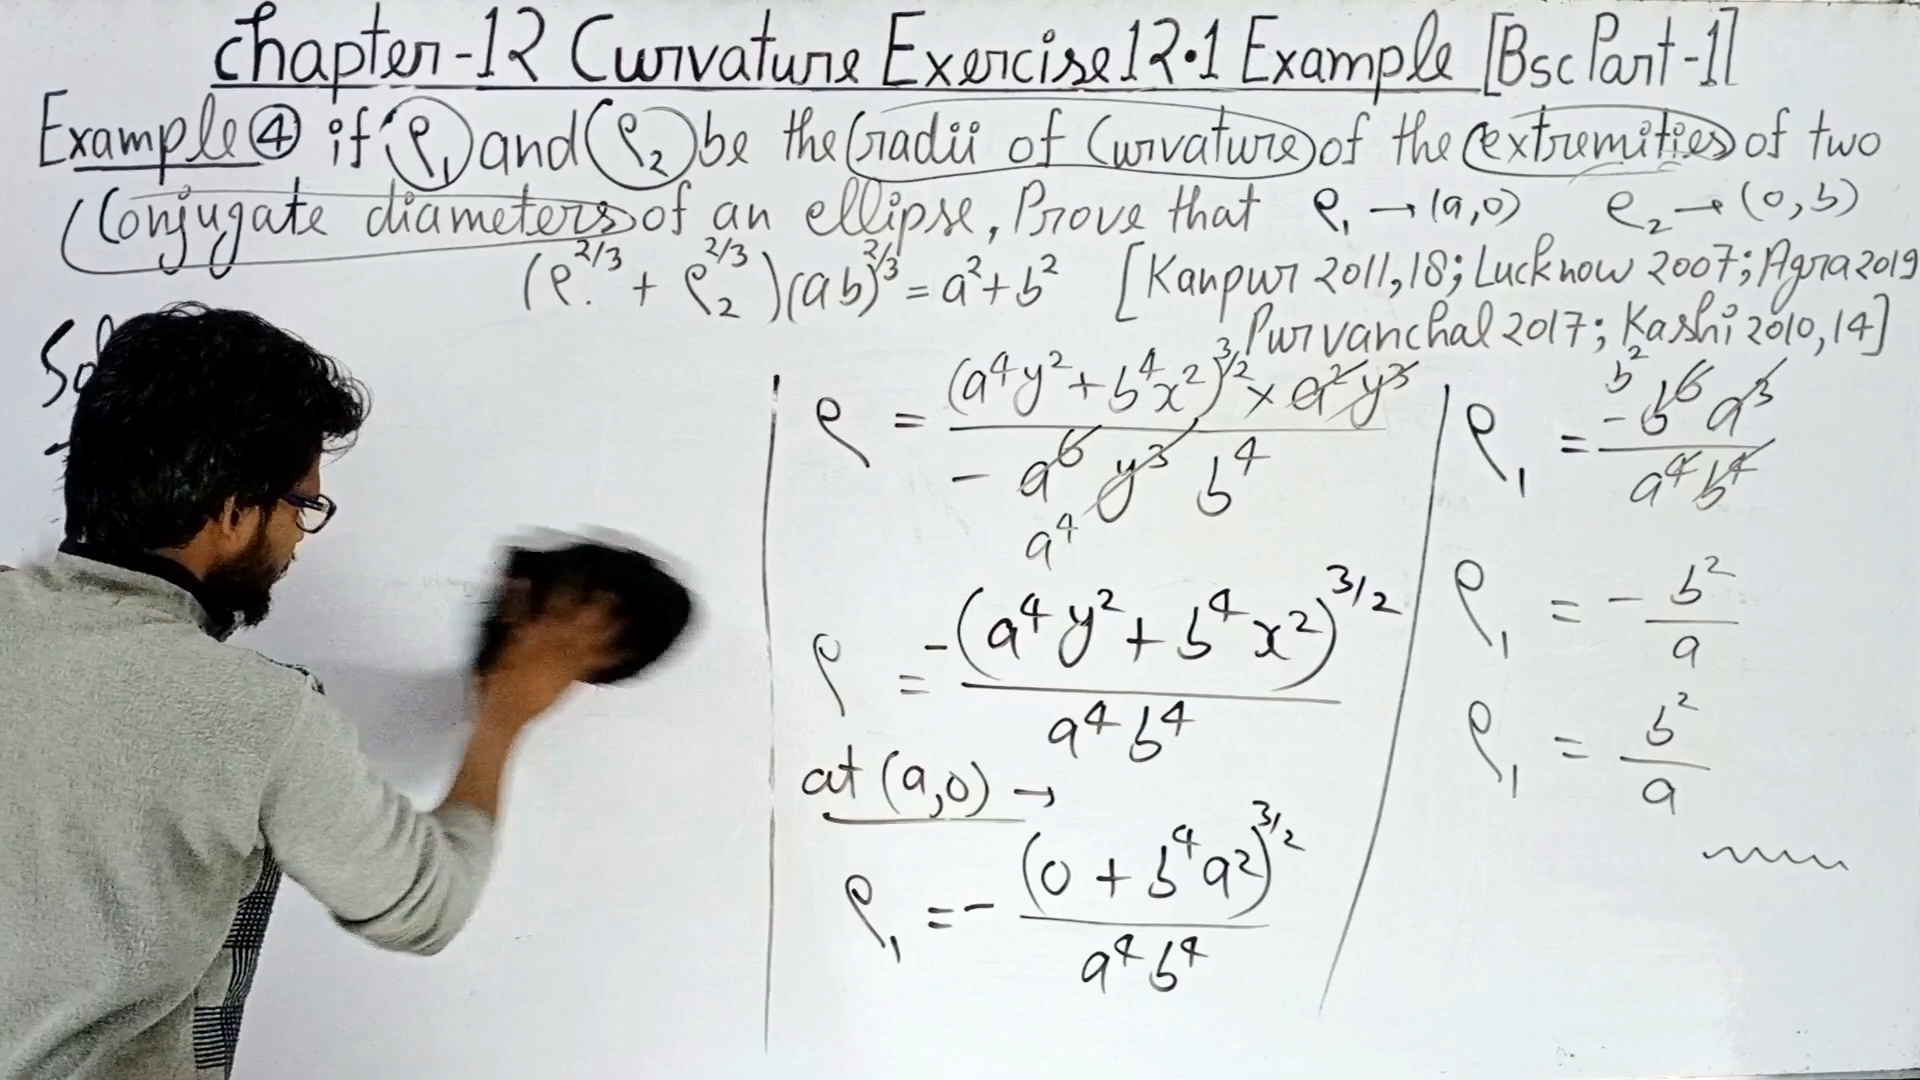 Chapter-12 Curvature Exercise 12.1 Example [Bsc Part-1]
Example ④ if ρ₁ and ρ₂ be the radii of Curvature of the extremities of two
Conjugate diameters of an ellipse, Prove that ρ₁ → (a,0) ρ₂ → (0,b)
(ρ.^2/3 + ρ₂^2/3)(ab)^2/3 = a² + b² [Kanpur 2011,18; Lucknow 2007; Agra 2019
Purvanchal 2017; Kashi 2010,14]
ρ = (a⁴y² + b⁴x²)^3/2 × a²y³ / - a⁶ y³ b⁴
a⁴
ρ = -(a⁴y² + b⁴x²)^3/2 / a⁴b⁴
at (a,0) →
ρ₁ = - (0 + b⁴a²)^3/2 / a⁴b⁴
b²
ρ₁ = - b⁶ a³ / a⁴ b⁴
ρ₁ = - b² / a
ρ₁ = b² / a